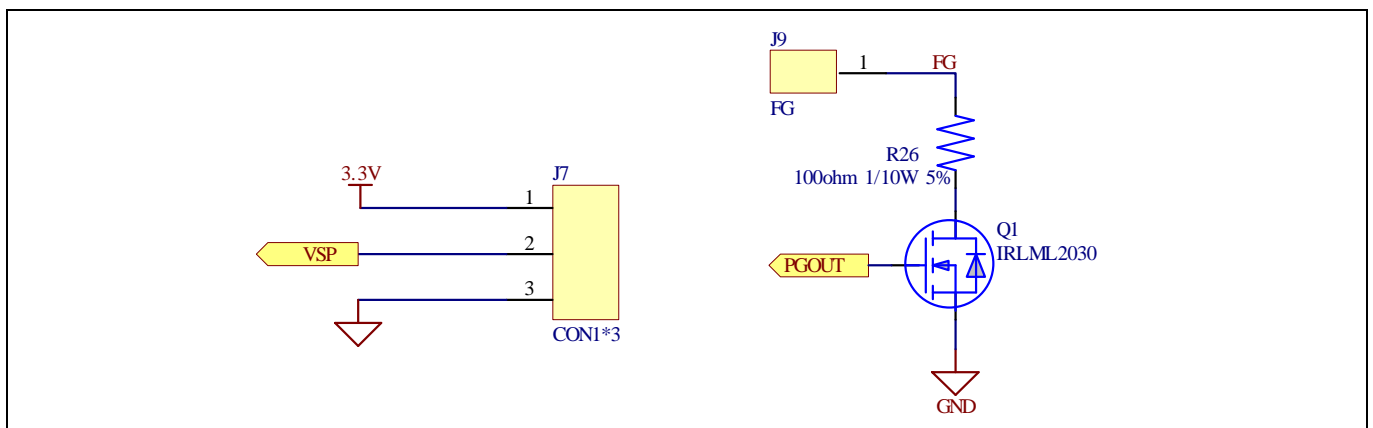 3.3V
VSP
J7
1
2
3
CON1*3
J9
1
FG
FG
R26
100ohm 1/10W 5%
PGOUT
Q1
IRLML2030
GND